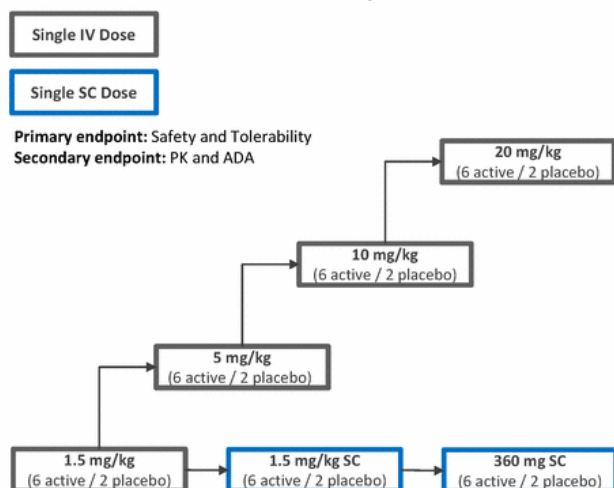 Single IV Dose
Single SC Dose
Primary endpoint: Safety and Tolerability
Secondary endpoint: PK and ADA
20 mg/kg
(6 active / 2 placebo)
10 mg/kg
(6 active / 2 placebo)
5 mg/kg
(6 active / 2 placebo)
1.5 mg/kg
(6 active / 2 placebo)
1.5 mg/kg SC
(6 active / 2 placebo)
360 mg SC
(6 active / 2 placebo)